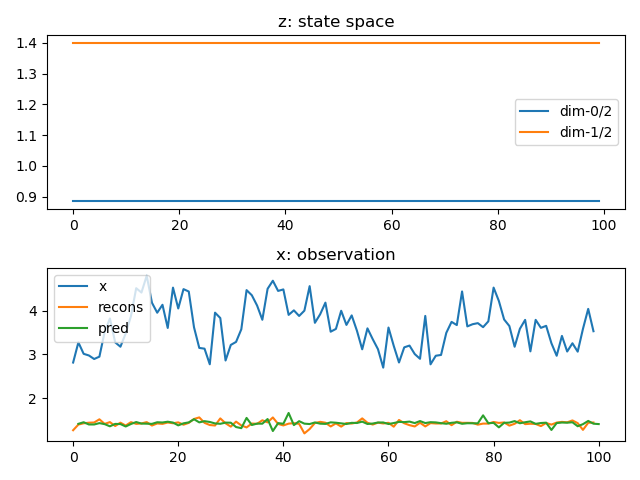 z: state space
1.4
1.3
1.2
1.1
1.0
0.9
dim-0/2
dim-1/2
0 20 40 60 80 100
x: observation
4
3
2
x
recons
pred
0 20 40 60 80 100